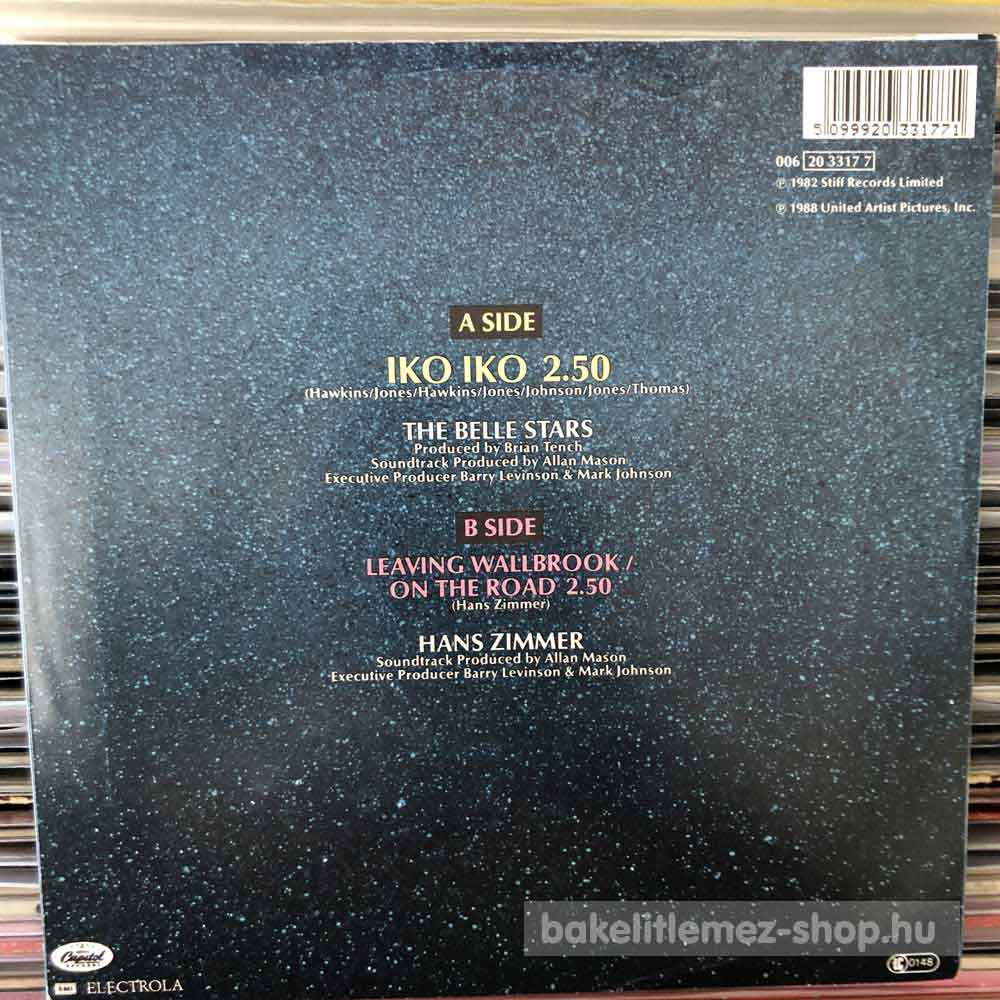 5 099920 331771
006 20 3317 7
℗ 1982 Stiff Records Limited
℗ 1988 United Artist Pictures, Inc.
A SIDE
IKO IKO 2.50
(Hawkins/Jones/Hawkins/Jones/Johnson/Jones/Thomas)
THE BELLE STARS
Produced by Brian Tench
Soundtrack Produced by Allan Mason
Executive Producer Barry Levinson & Mark Johnson
B SIDE
LEAVING WALLBROOK /
ON THE ROAD 2.50
(Hans Zimmer)
HANS ZIMMER
Soundtrack Produced by Allan Mason
Executive Producer Barry Levinson & Mark Johnson
bakelitlemez-shop.hu
Capitol
LC 0148
EMI ELECTROLA